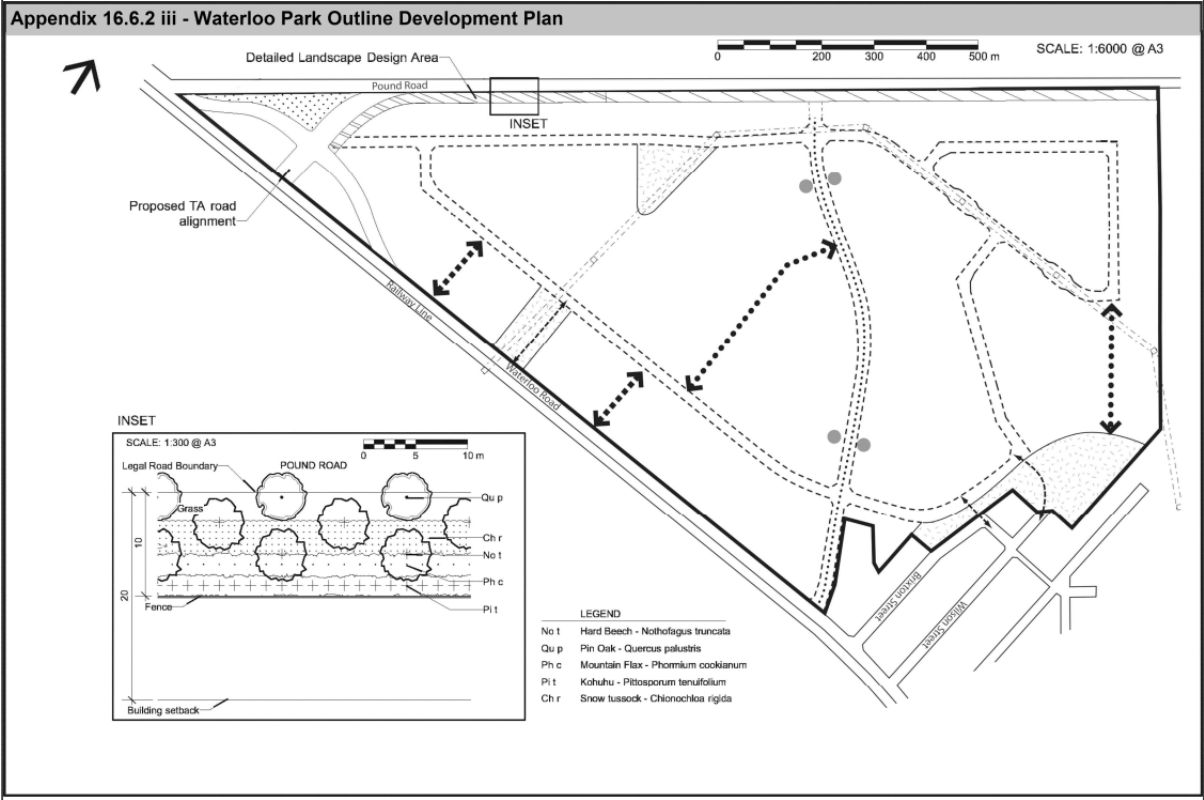 Appendix 16.6.2 iii - Waterloo Park Outline Development Plan
Detailed Landscape Design Area
0 200 300 400 500 m
SCALE: 1:6000 @ A3
Pound Road
INSET
Proposed TA road
alignment
Railway Line
Waterloo Road
Brixton Street
Wilson Street
INSET
SCALE: 1:300 @ A3
0 5 10 m
Legal Road Boundary
POUND ROAD
Qu p
Grass
Ch r
10
No t
Ph c
20
Fence
Pi t
Building setback
LEGEND
No t Hard Beech - Nothofagus truncata
Qu p Pin Oak - Quercus palustris
Ph c Mountain Flax - Phormium cookianum
Pi t Kohuhu - Pittosporum tenuifolium
Ch r Snow tussock - Chionochloa rigida